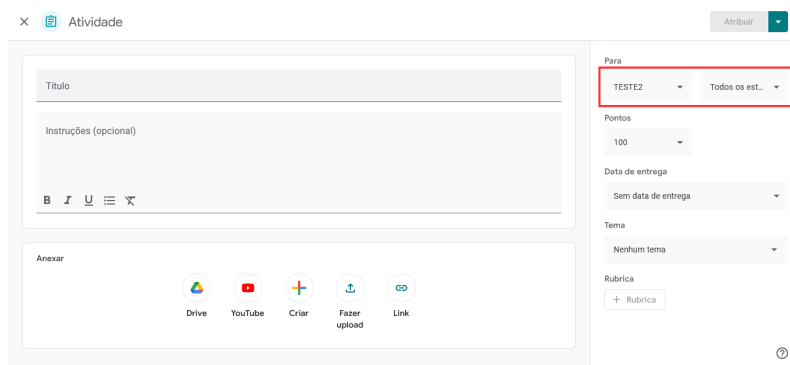 Atividade
Atribuir
Título
Instruções (opcional)
B I U
Anexar
Drive YouTube Criar Fazer upload Link
Para
TESTE2 Todos os est...
Pontos
100
Data de entrega
Sem data de entrega
Tema
Nenhum tema
Rubrica
+ Rubrica